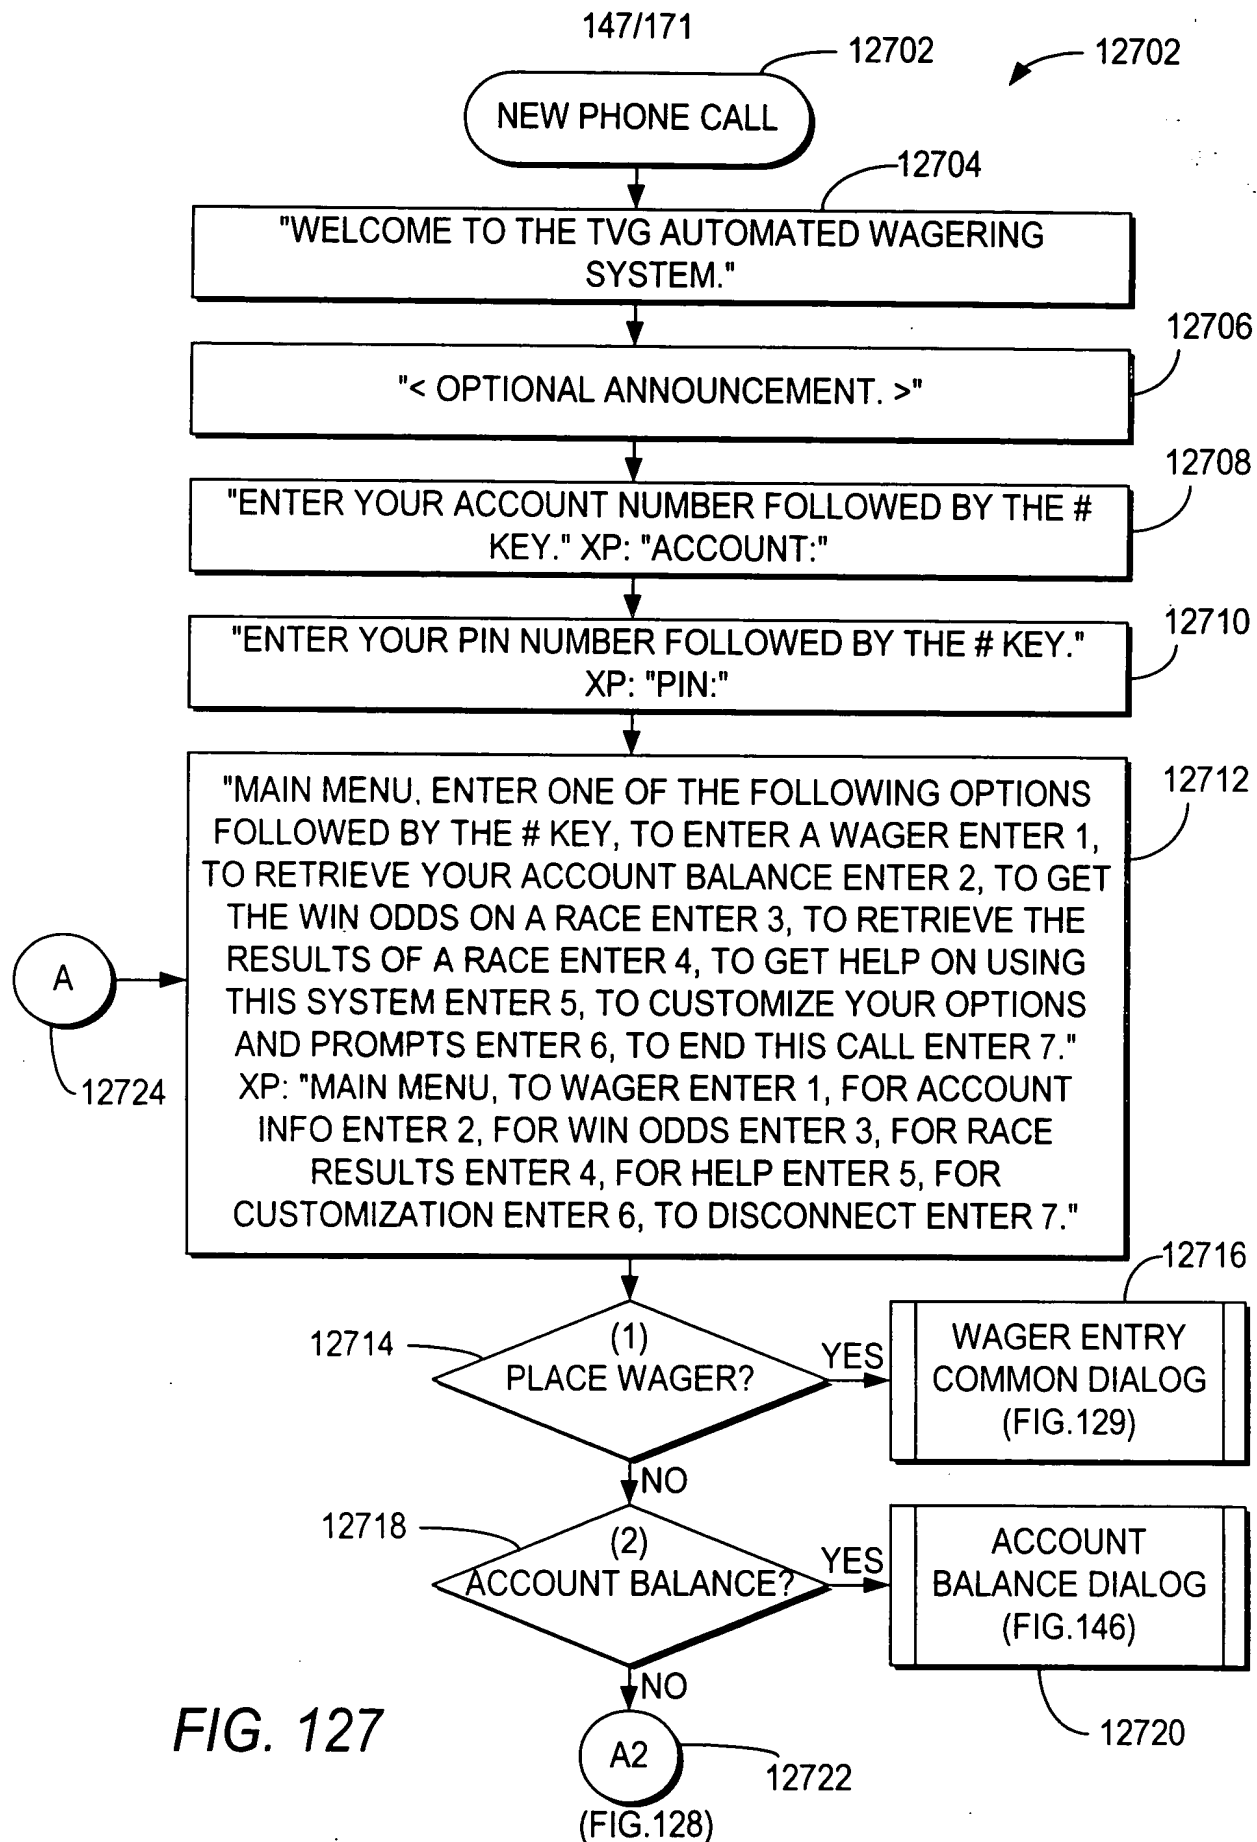 147/171
12702
12702
NEW PHONE CALL
12704
"WELCOME TO THE TVG AUTOMATED WAGERING
SYSTEM."
12706
"< OPTIONAL ANNOUNCEMENT. >"
12708
"ENTER YOUR ACCOUNT NUMBER FOLLOWED BY THE #
KEY." XP: "ACCOUNT:"
12710
"ENTER YOUR PIN NUMBER FOLLOWED BY THE # KEY."
XP: "PIN:"
12712
"MAIN MENU, ENTER ONE OF THE FOLLOWING OPTIONS
FOLLOWED BY THE # KEY, TO ENTER A WAGER ENTER 1,
TO RETRIEVE YOUR ACCOUNT BALANCE ENTER 2, TO GET
THE WIN ODDS ON A RACE ENTER 3, TO RETRIEVE THE
RESULTS OF A RACE ENTER 4, TO GET HELP ON USING
THIS SYSTEM ENTER 5, TO CUSTOMIZE YOUR OPTIONS
AND PROMPTS ENTER 6, TO END THIS CALL ENTER 7."
XP: "MAIN MENU, TO WAGER ENTER 1, FOR ACCOUNT
INFO ENTER 2, FOR WIN ODDS ENTER 3, FOR RACE
RESULTS ENTER 4, FOR HELP ENTER 5, FOR
CUSTOMIZATION ENTER 6, TO DISCONNECT ENTER 7."
A
12724
12714
(1)
PLACE WAGER?
YES
12716
WAGER ENTRY
COMMON DIALOG
(FIG.129)
NO
12718
(2)
ACCOUNT BALANCE?
YES
ACCOUNT
BALANCE DIALOG
(FIG.146)
12720
NO
A2
12722
(FIG.128)
FIG. 127